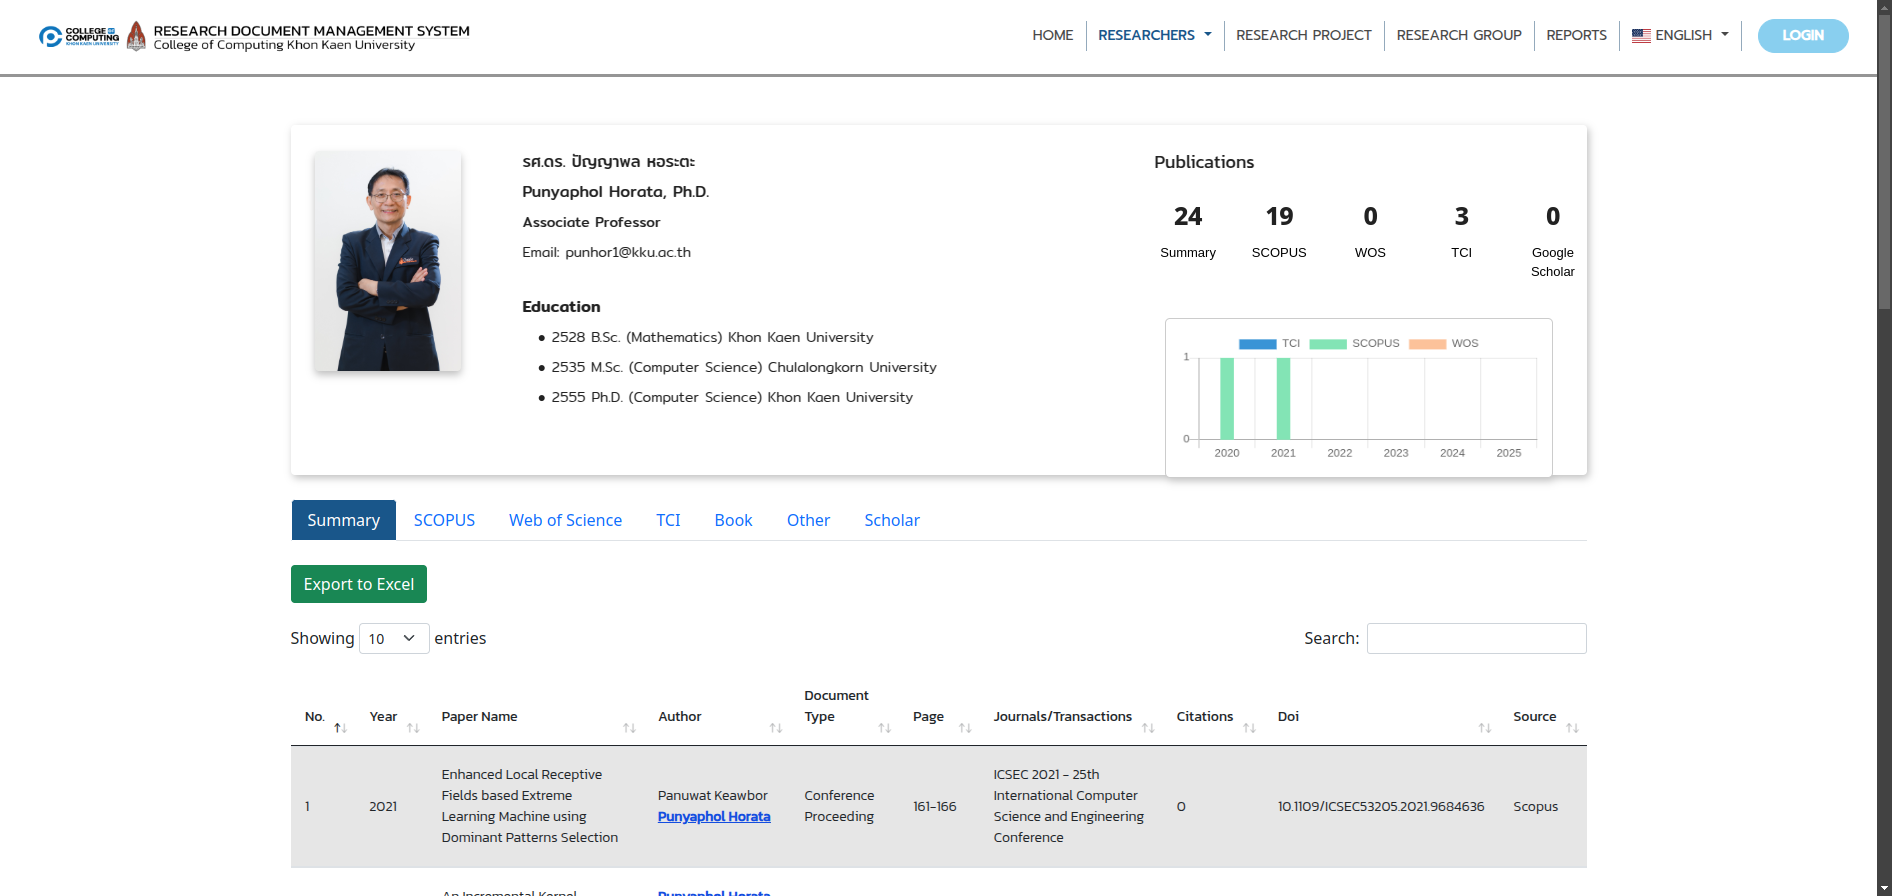 COLLEGE OF
COMPUTING
KHON KAEN UNIVERSITY
RESEARCH DOCUMENT MANAGEMENT SYSTEM
College of Computing Khon Kaen University
HOME
RESEARCHERS
RESEARCH PROJECT
RESEARCH GROUP
REPORTS
ENGLISH
LOGIN
รศ.ดร. ปัญญาพล หอระตะ
Punyaphol Horata, Ph.D.
Associate Professor
Email: punhor1@kku.ac.th
Education
● 2528 B.Sc. (Mathematics) Khon Kaen University
● 2535 M.Sc. (Computer Science) Chulalongkorn University
● 2555 Ph.D. (Computer Science) Khon Kaen University
Publications
24 19 0 3 0
Summary SCOPUS WOS TCI Google
Scholar
TCI SCOPUS WOS
1
0
2020 2021 2022 2023 2024 2025
Summary SCOPUS Web of Science TCI Book Other Scholar
Export to Excel
Showing 10 entries
Search:
No. Year Paper Name Author Document
Type Page Journals/Transactions Citations Doi Source
1
2021
Enhanced Local Receptive
Fields based Extreme
Learning Machine using
Dominant Patterns Selection
Panuwat Keawbor
Punyaphol Horata
Conference
Proceeding
161-166
ICSEC 2021 - 25th
International Computer
Science and Engineering
Conference
0
10.1109/ICSEC53205.2021.9684636
Scopus
An Incremental Kernel
Punyaphol Horata